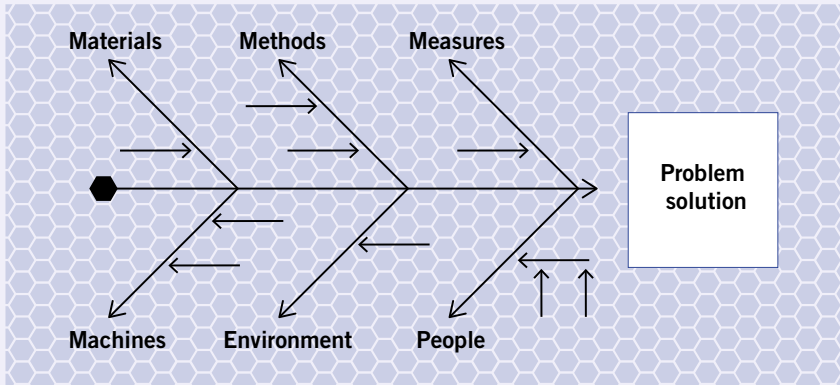 Materials
Methods
Measures
Problem
solution
Machines
Environment
People